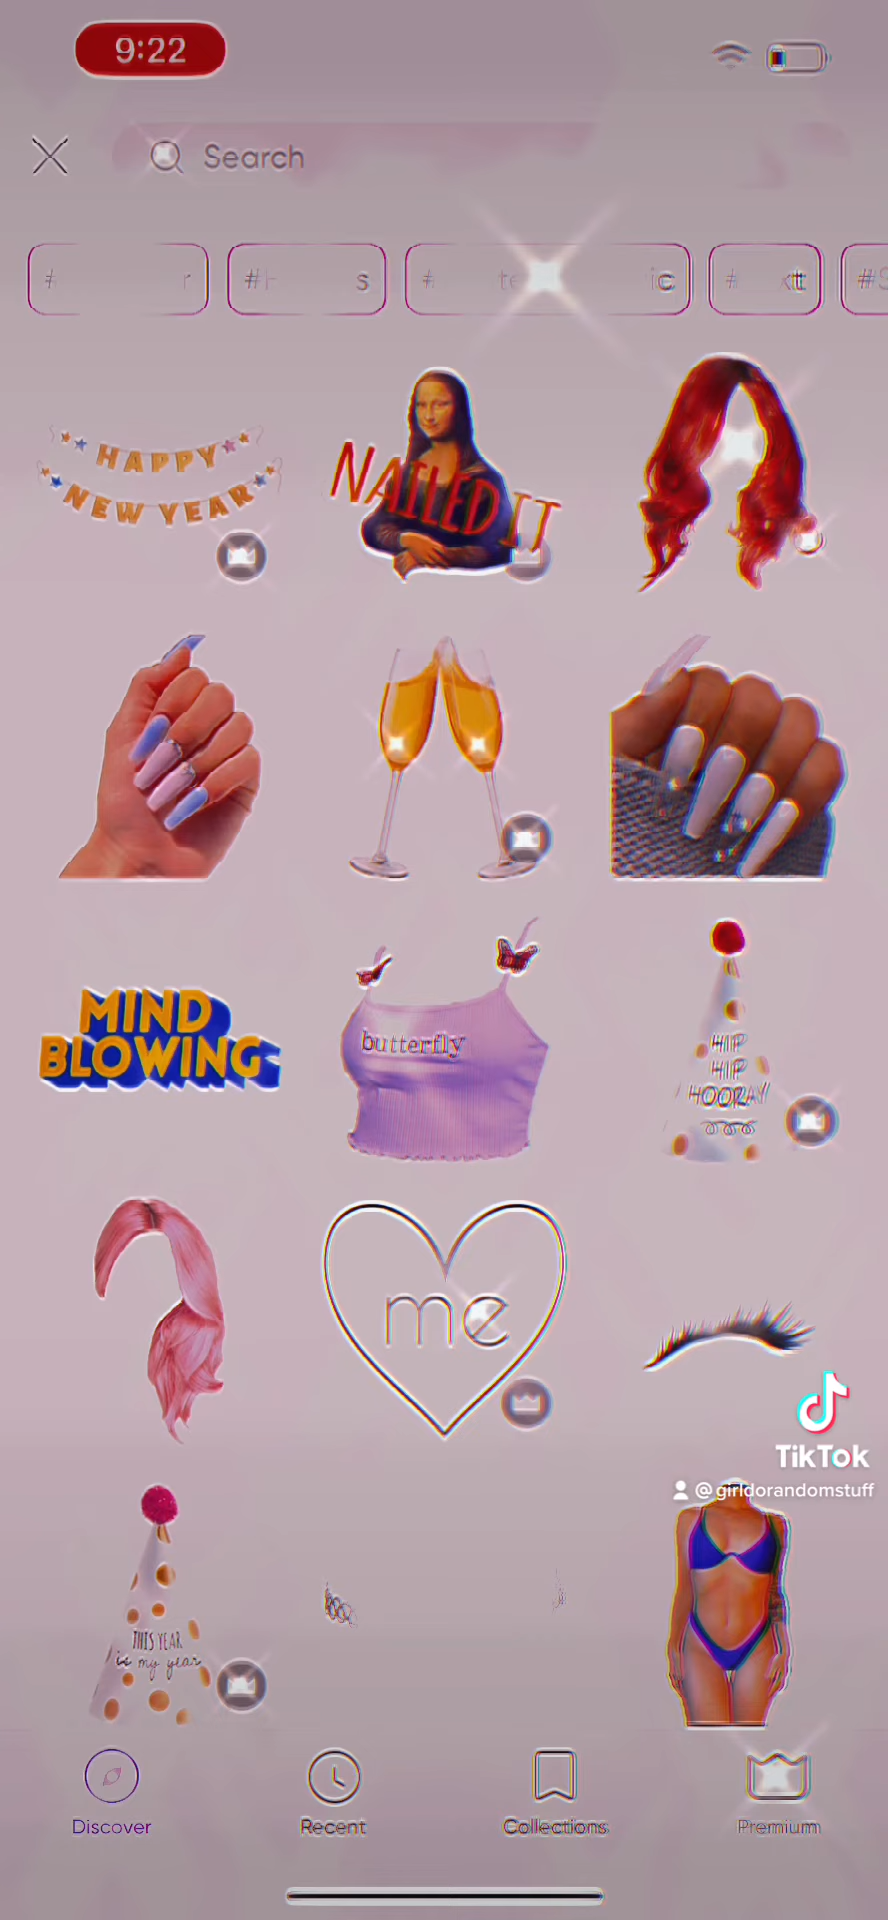 9:22
Search
HAPPY
NEW YEAR
NAILED IT
MIND
BLOWING
butterfly
HIP
HIP
HOORAY
me
TikTok
@girldorandomstuff
THIS YEAR
is my year
Discover
Recent
Collections
Premium